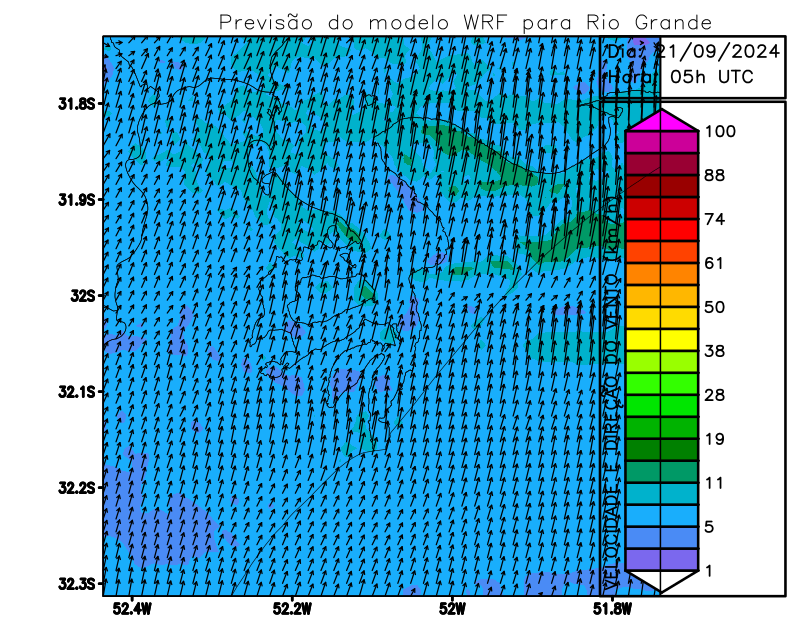 Previsão do modelo WRF para Rio Grande
Dia: 21/09/2024
Hora: 05h UTC
31.8S
31.9S
32S
32.1S
32.2S
32.3S
52.4W
52.2W
52W
51.8W
VELOCIDADE E DIREÇÃO DO VENTO (km/h)
100
88
74
61
50
38
28
19
11
5
1